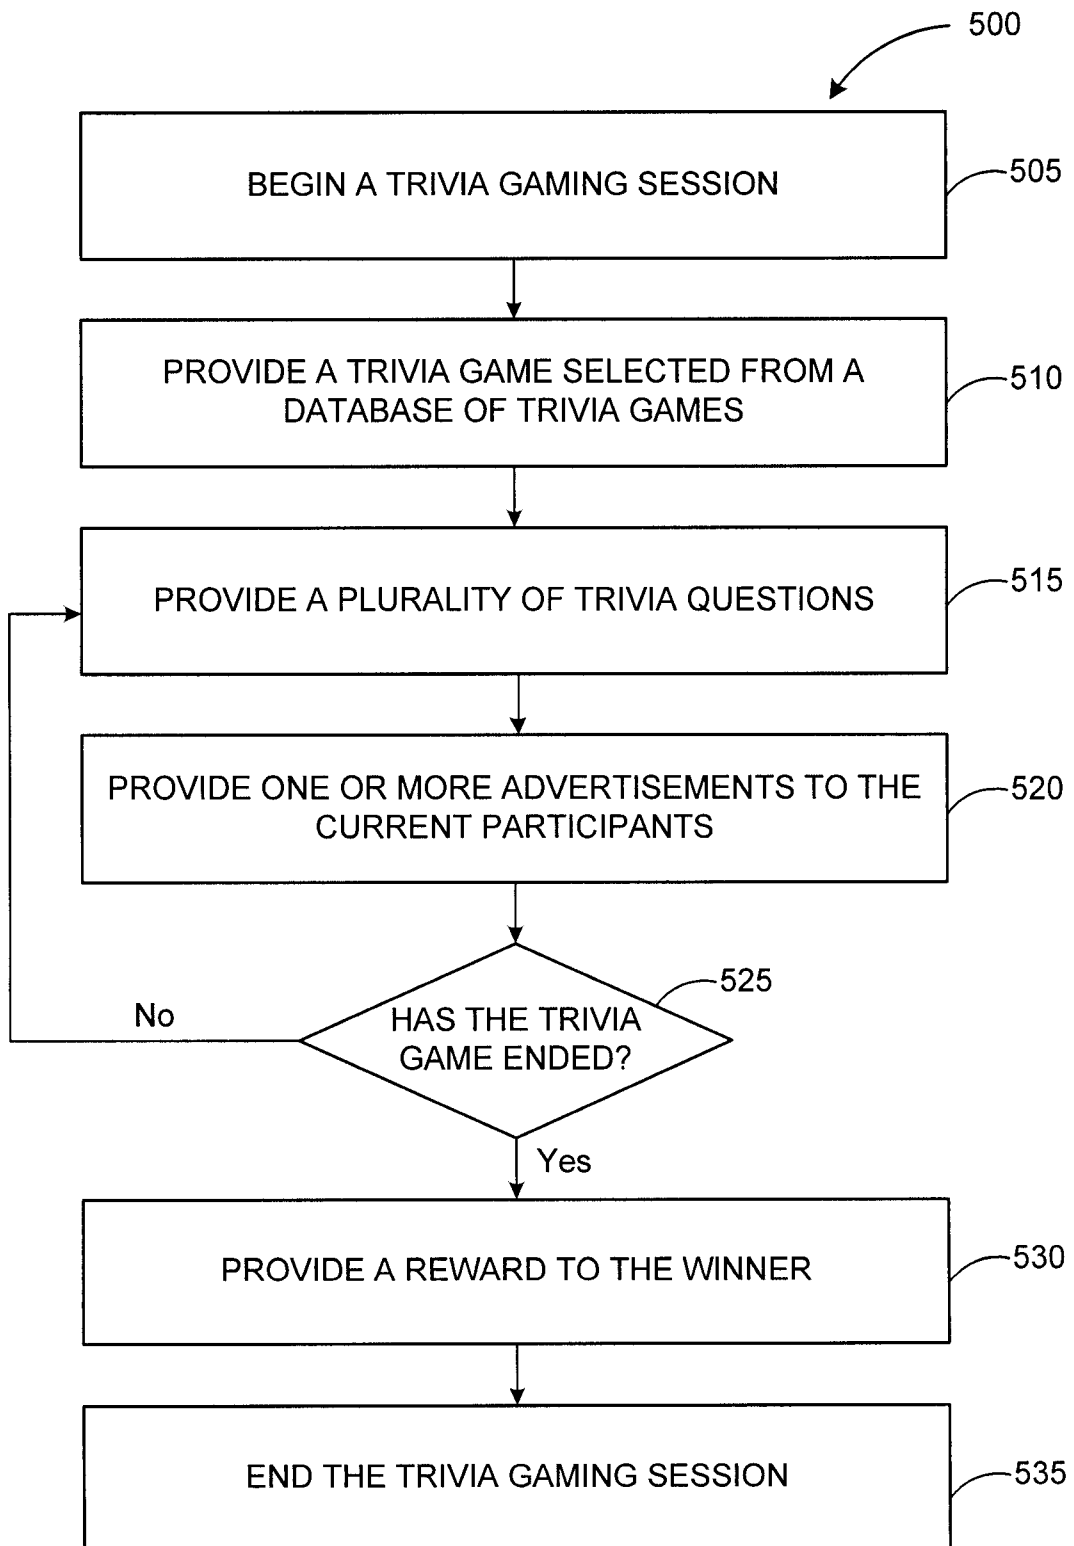 500
BEGIN A TRIVIA GAMING SESSION
505
PROVIDE A TRIVIA GAME SELECTED FROM A
DATABASE OF TRIVIA GAMES
510
PROVIDE A PLURALITY OF TRIVIA QUESTIONS
515
PROVIDE ONE OR MORE ADVERTISEMENTS TO THE
CURRENT PARTICIPANTS
520
HAS THE TRIVIA
GAME ENDED?
525
No
Yes
PROVIDE A REWARD TO THE WINNER
530
END THE TRIVIA GAMING SESSION
535